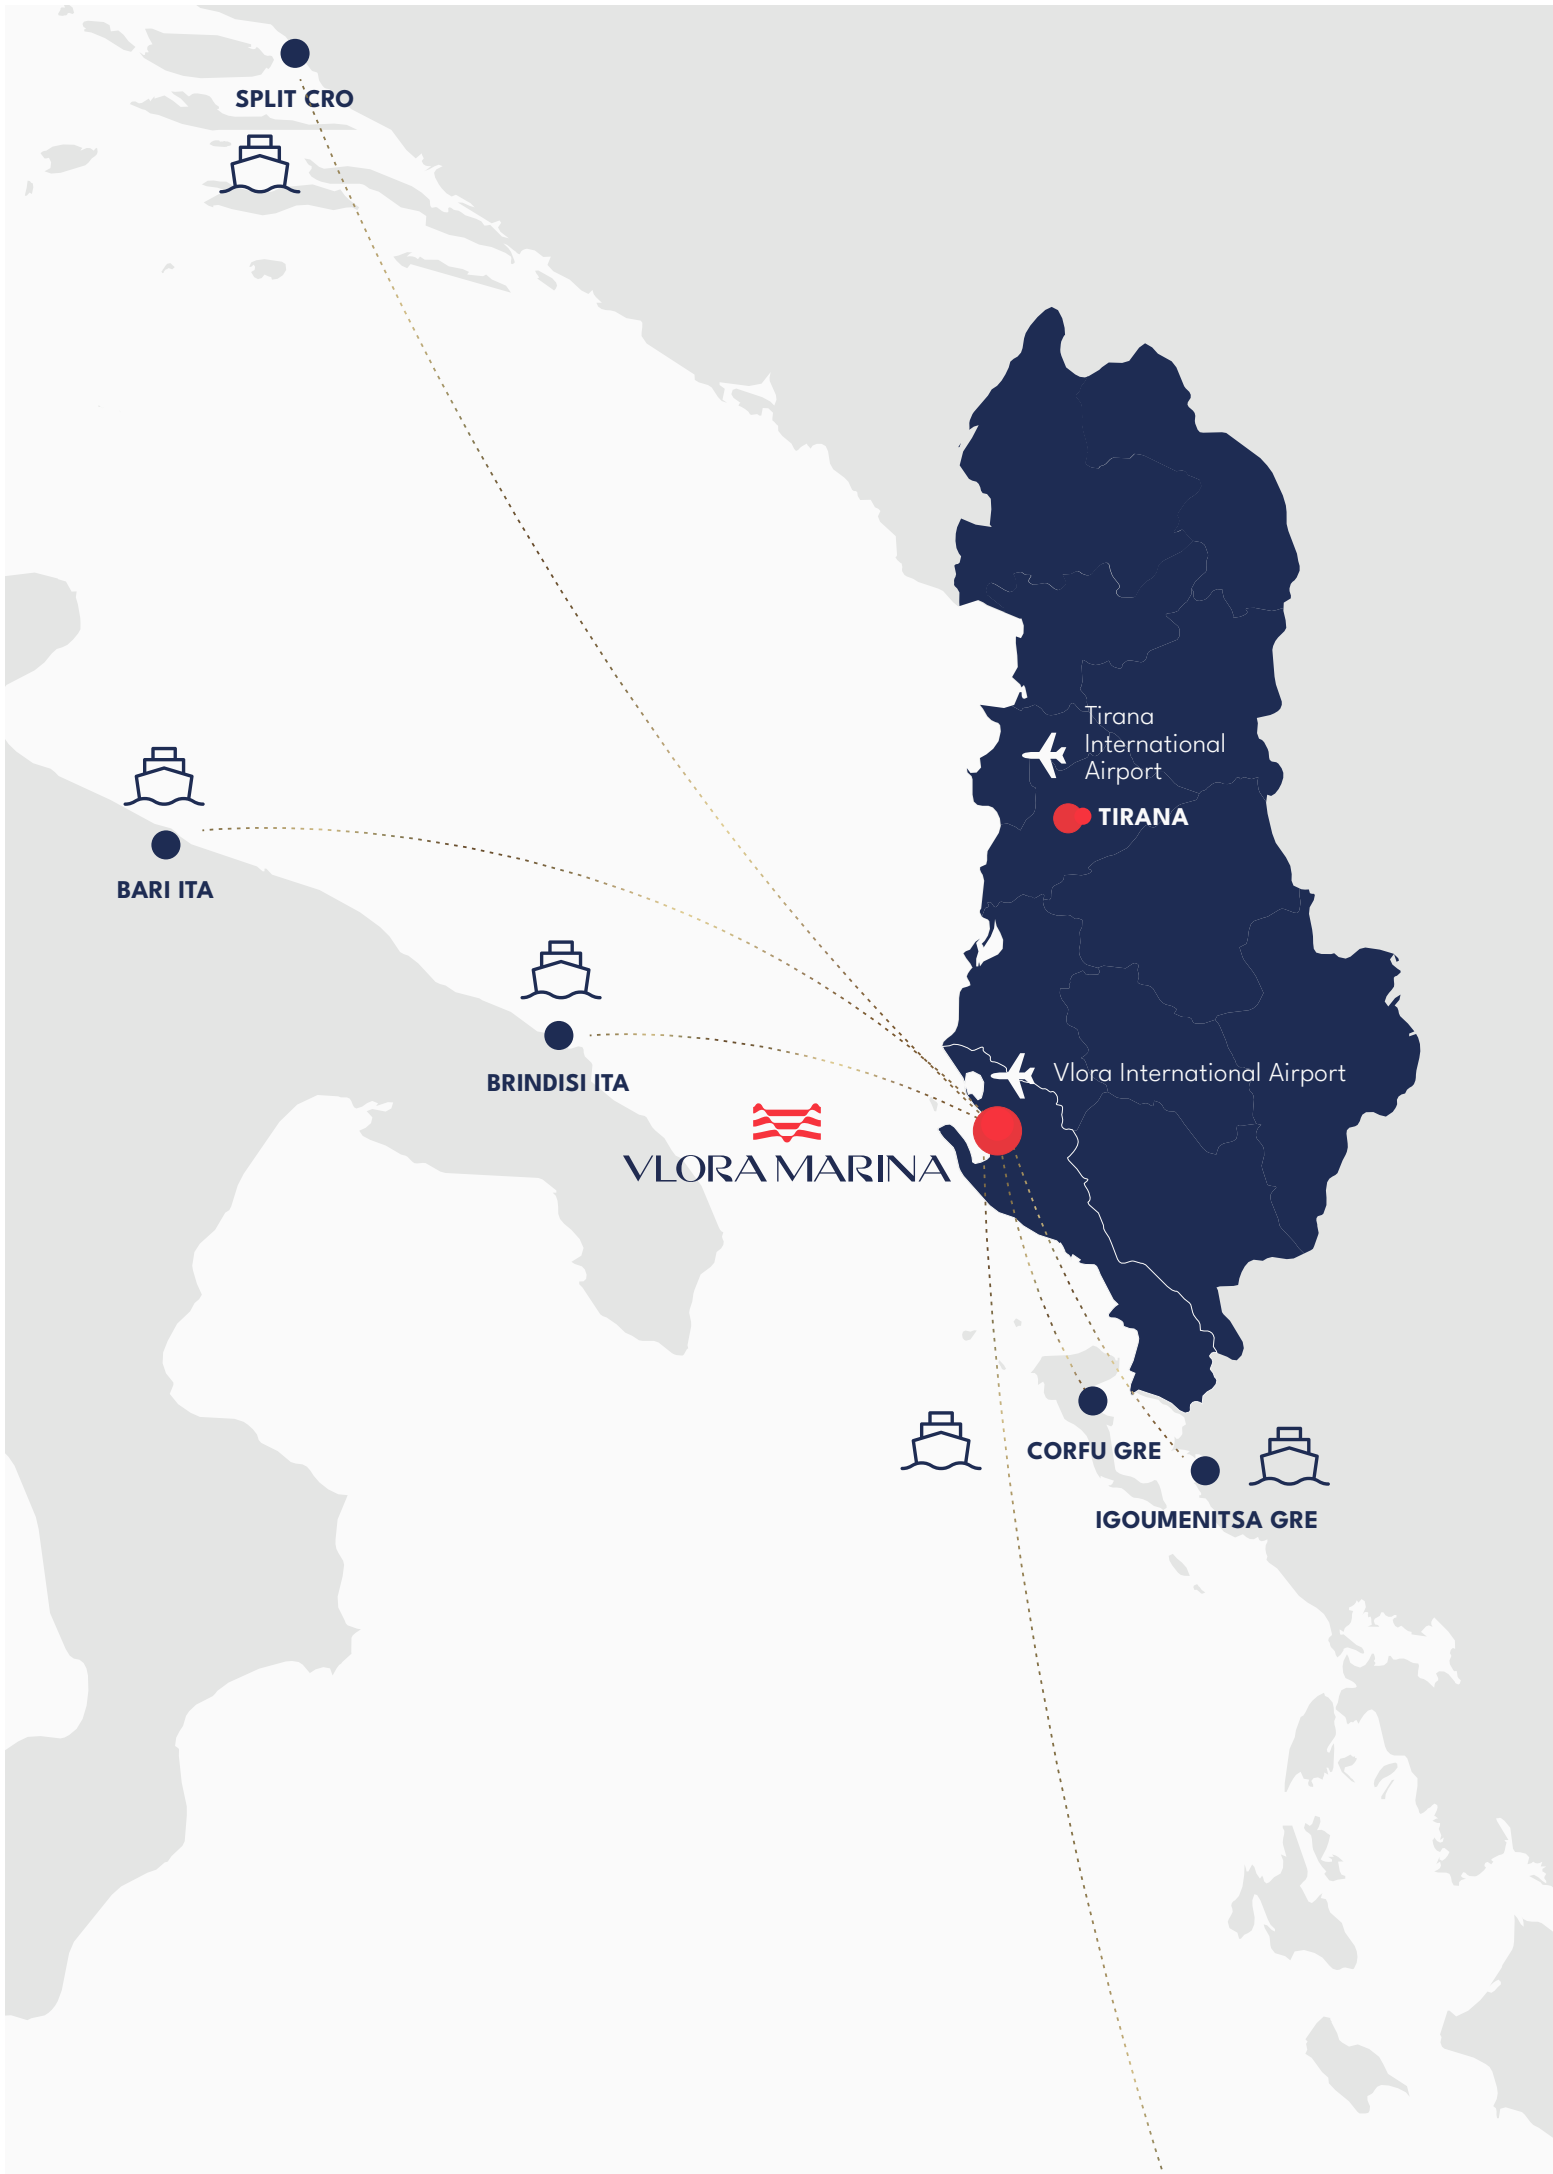 SPLIT CRO
Tirana
International
Airport
TIRANA
BARI ITA
BRINDISI ITA
Vlora International Airport
VLORA MARINA
CORFU GRE
IGOUMENITSA GRE